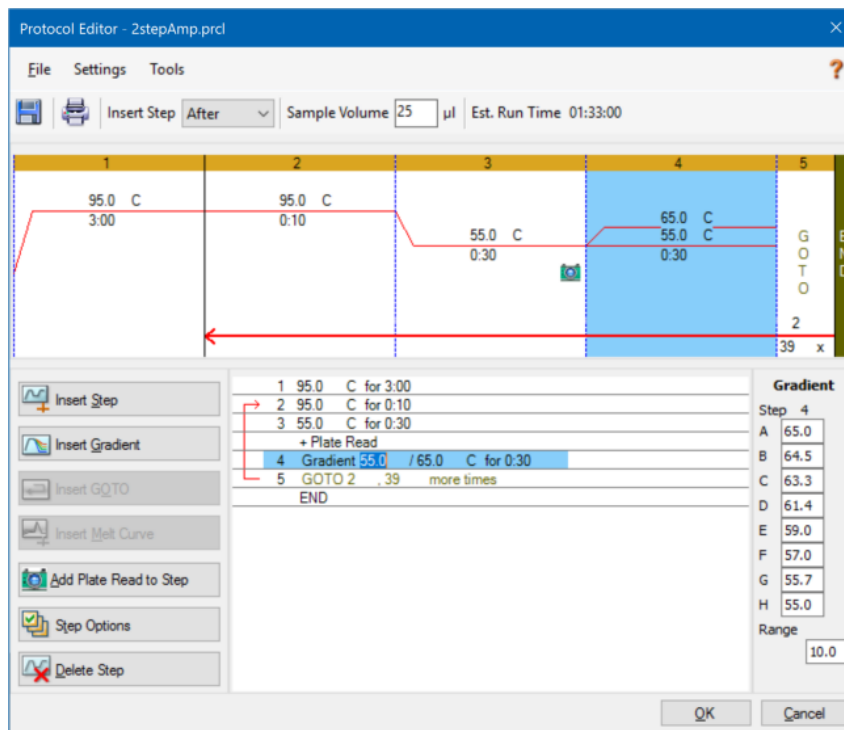 Protocol Editor - 2stepAmp.prcl
File Settings Tools ?
Insert Step After Sample Volume 25 µl Est. Run Time 01:33:00
1 2 3 4 5
95.0 C 95.0 C
3:00 0:10
65.0 C
55.0 C 55.0 C
0:30 0:30
G
O
T
O
2
39 x
Insert Step
Insert Gradient
Insert GOTO
Insert Melt Curve
Add Plate Read to Step
Step Options
Delete Step
1 95.0 C for 3:00
2 95.0 C for 0:10
3 55.0 C for 0:30
+ Plate Read
4 Gradient 55.0 / 65.0 C for 0:30
5 GOTO 2 , 39 more times
END
Gradient
Step 4
A 65.0
B 64.5
C 63.3
D 61.4
E 59.0
F 57.0
G 55.7
H 55.0
Range
10.0
OK Cancel